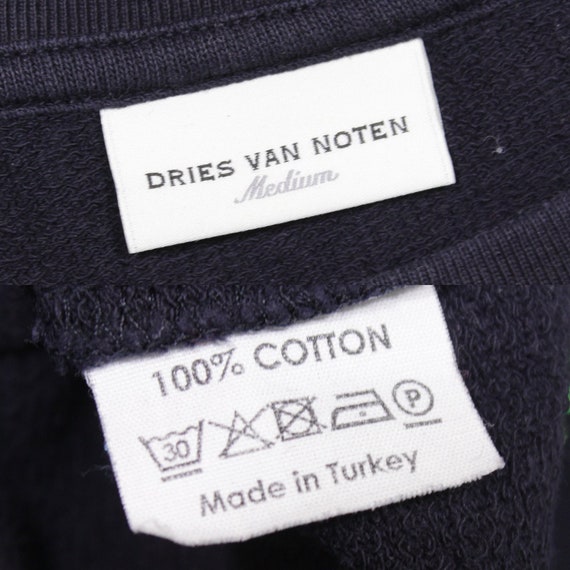 DRIES VAN NOTEN
Medium
100% COTTON
30 P
Made in Turkey